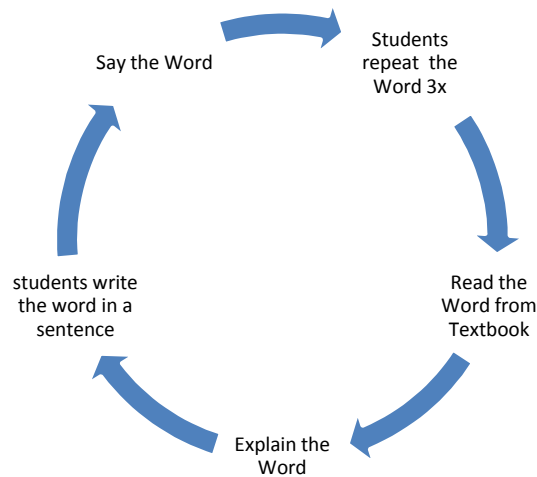 Say the Word
Students
repeat the
Word 3x
Read the
Word from
Textbook
Explain the
Word
students write
the word in a
sentence